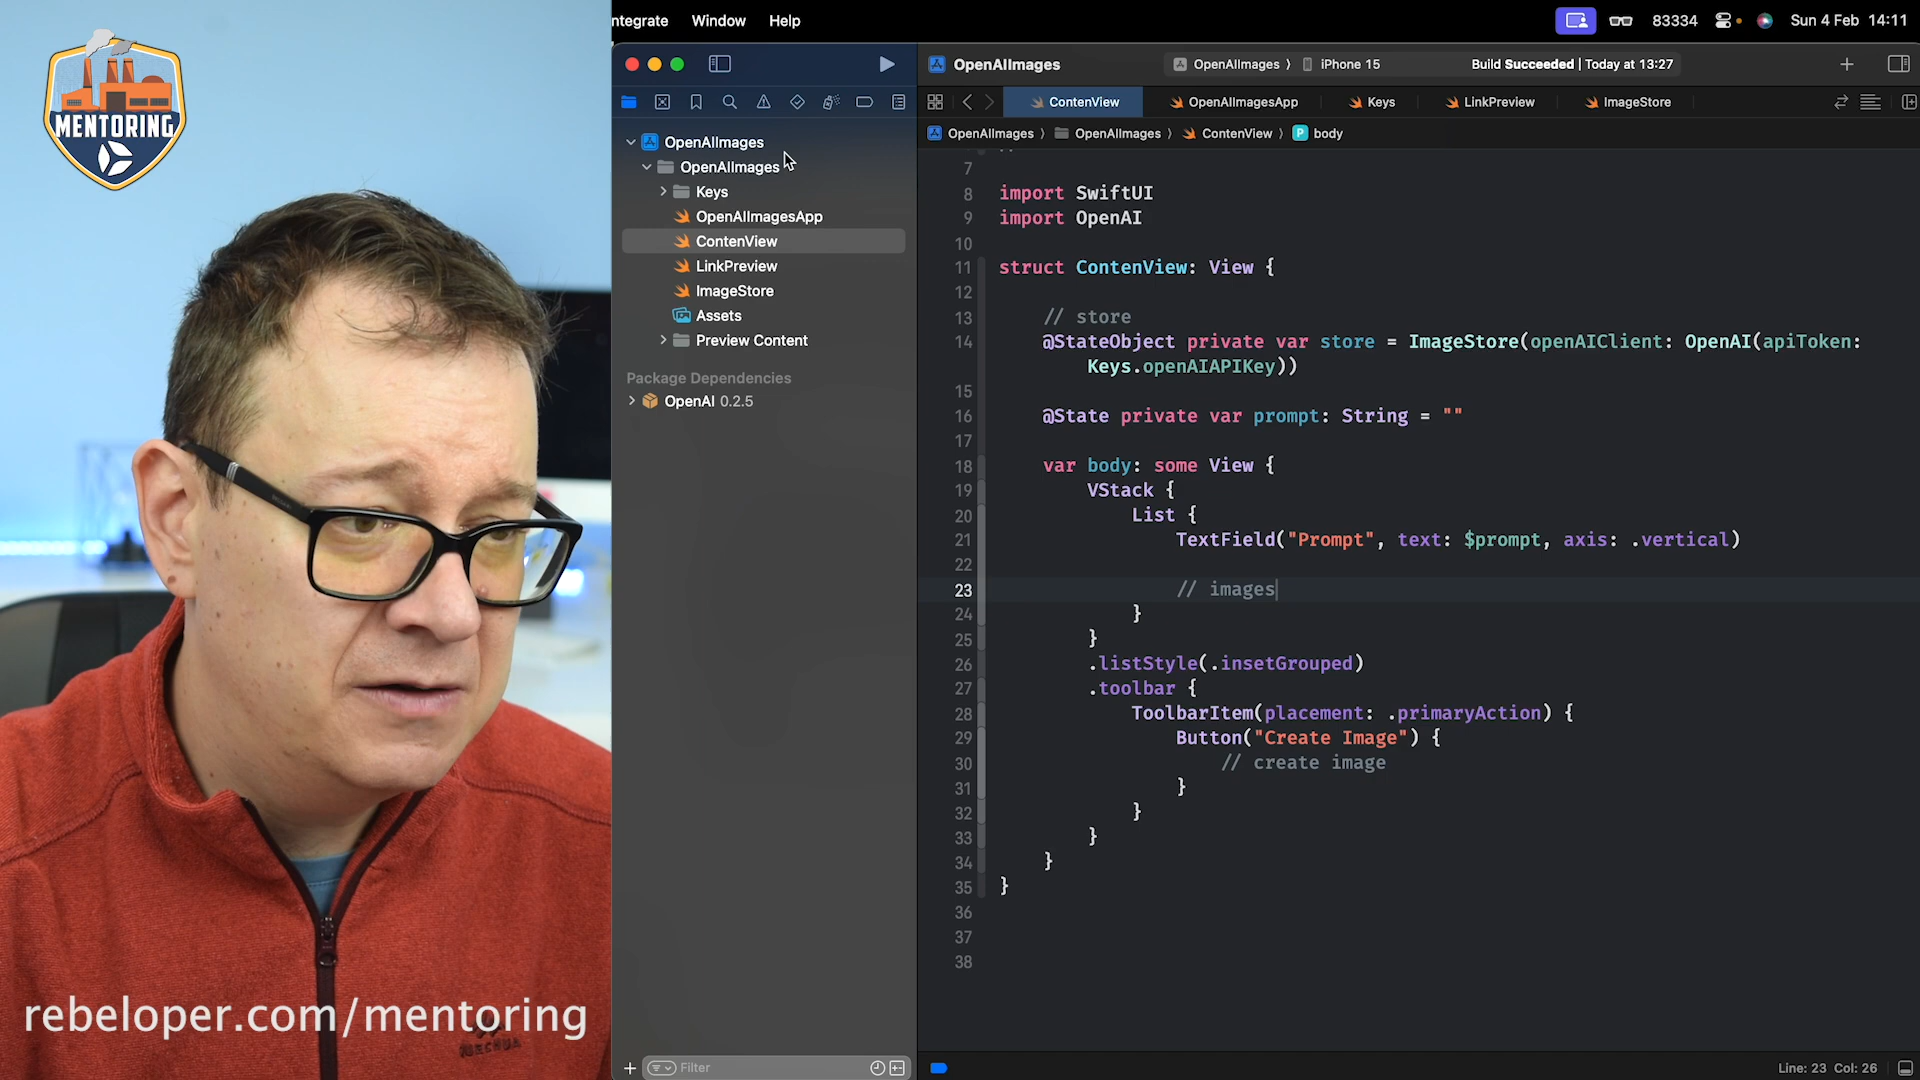 MENTORING
rebeloper.com/mentoring
ntegrate Window Help
83334 Sun 4 Feb 14:11
OpenAIImages
OpenAIImages iPhone 15
Build Succeeded | Today at 13:27
ContenView OpenAIImagesApp Keys LinkPreview ImageStore
OpenAIImages OpenAIImages ContenView P body
OpenAIImages
OpenAIImages
Keys
OpenAIImagesApp
ContenView
LinkPreview
ImageStore
Assets
Preview Content
Package Dependencies
OpenAI 0.2.5
Filter
7
8 import SwiftUI
9 import OpenAI
10
11 struct ContenView: View {
12
13 // store
14 @StateObject private var store = ImageStore(openAIClient: OpenAI(apiToken:
Keys.openAIAPIKey))
15
16 @State private var prompt: String = ""
17
18 var body: some View {
19 VStack {
20 List {
21 TextField("Prompt", text: $prompt, axis: .vertical)
22
23 // images
24 }
25 }
26 .listStyle(.insetGrouped)
27 .toolbar {
28 ToolbarItem(placement: .primaryAction) {
29 Button("Create Image") {
30 // create image
31 }
32 }
33 }
34 }
35 }
36
37
38
Line: 23 Col: 26